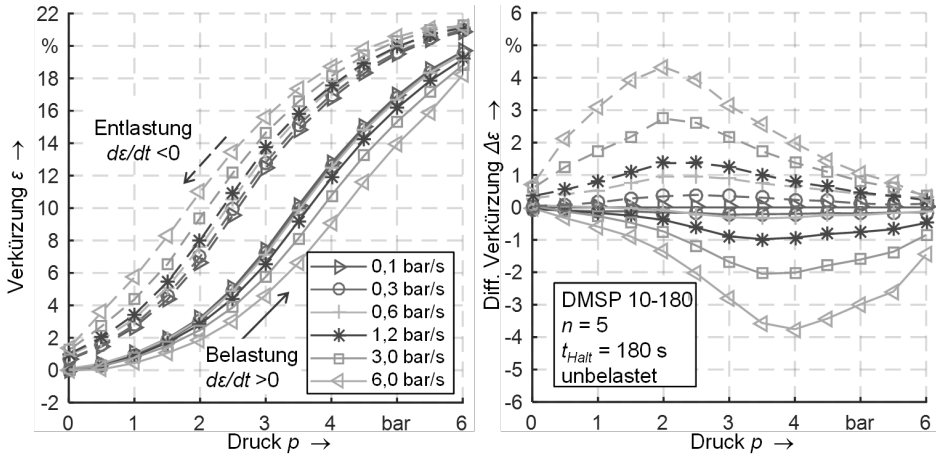 22
%
18
16
14
12
10
8
6
4
2
0
-2
Verkürzung ε →
Entlastung
dε/dt <0
Belastung
dε/dt >0
0,1 bar/s
0,3 bar/s
0,6 bar/s
1,2 bar/s
3,0 bar/s
6,0 bar/s
0 1 2 3 4 bar 6
Druck p →
6
%
4
3
2
1
0
-1
-2
-3
-4
-5
-6
Diff. Verkürzung Δε →
DMSP 10-180
n = 5
tHalt = 180 s
unbelastet
0 1 2 3 4 bar 6
Druck p →